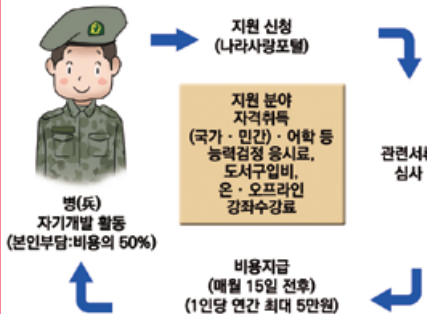 지원 신청
(나라사랑포털)
지원 분야
자격취득
(국가 · 민간) · 어학 등
능력검정 응시료,
도서구입비,
온 · 오프라인
강좌수강료
심사
병(兵)
자기개발 활동
(본인부담:비용의 50%)
비용지급
(매월 15일 전후)
(1인당 연간 최대 5만원)